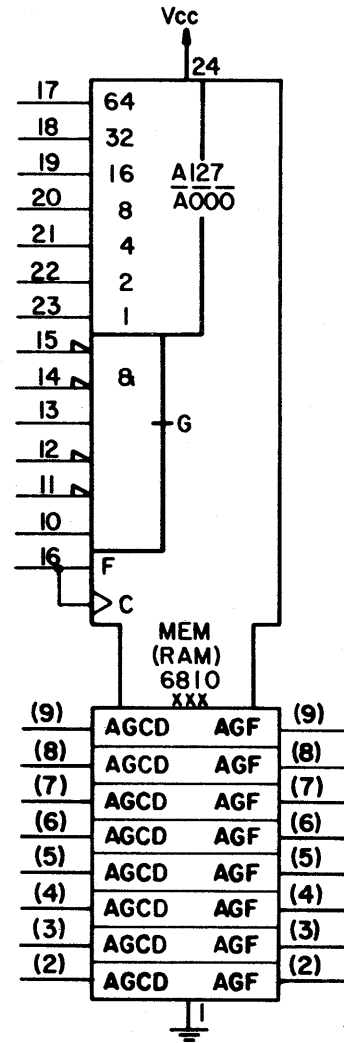 Vcc
24
17 64
18 32
19 16
A127
A000
20 8
21 4
22 2
23 1
15
14 &
13 G
12
11
10
16 F
C
MEM
(RAM)
6810
XXX
(9) AGCD AGF (9)
(8) AGCD AGF (8)
(7) AGCD AGF (7)
(6) AGCD AGF (6)
(5) AGCD AGF (5)
(4) AGCD AGF (4)
(3) AGCD AGF (3)
(2) AGCD AGF (2)
1